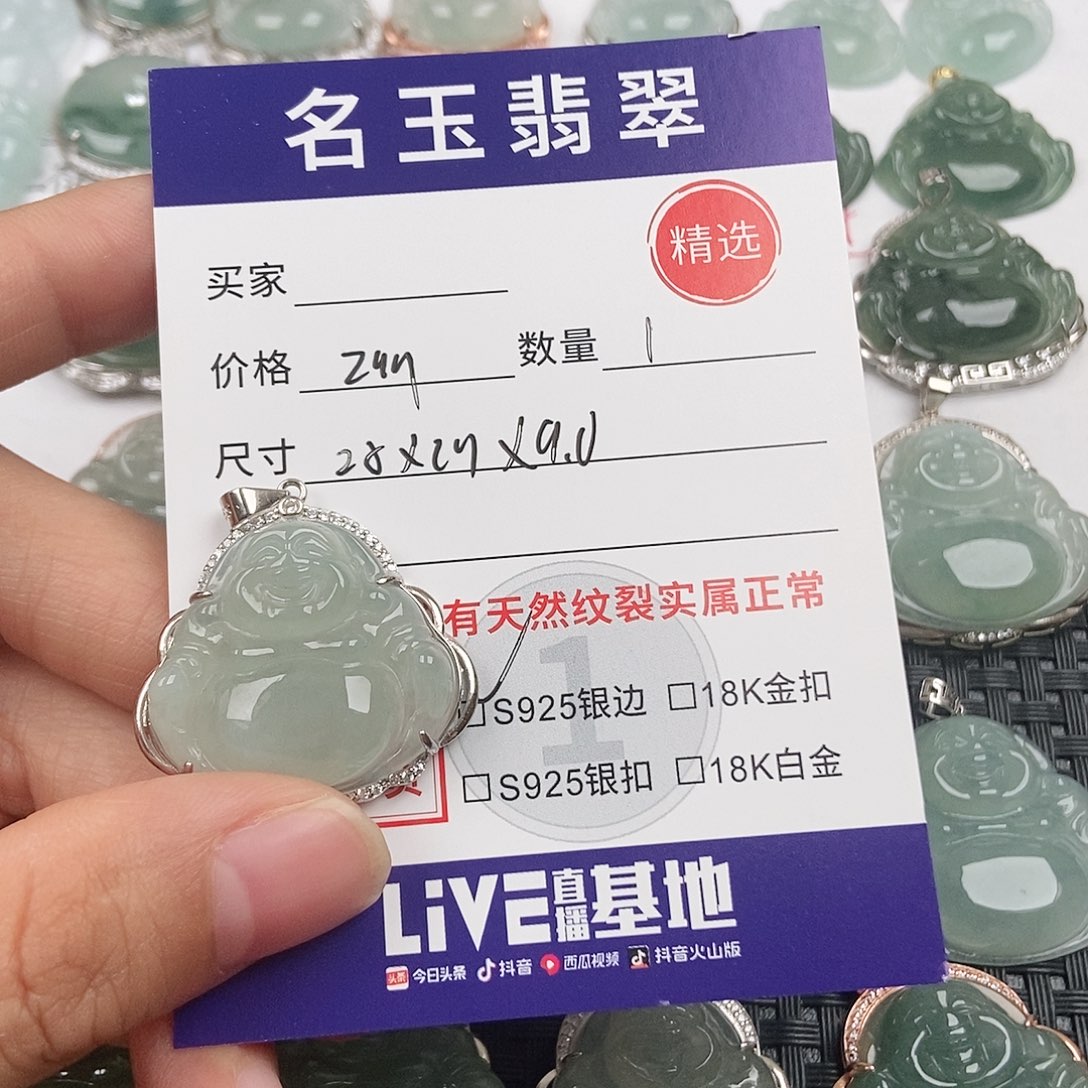 名玉翡翠
精选
买家
价格 数量 1
尺寸
有天然纹裂实属正常
1
S925银边 18K金扣
S925银扣 18K白金
LiVE直播基地
头条 今日头条 抖音 西瓜视频 抖音火山版